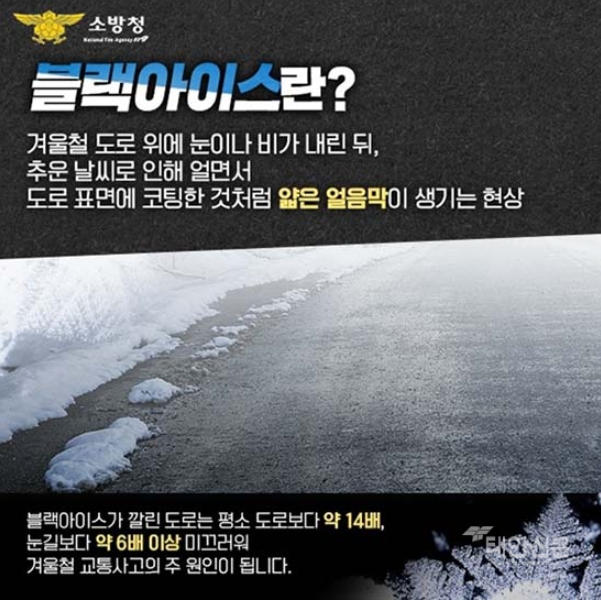 소방청
National Fire Agency 119
블랙아이스란?
겨울철 도로 위에 눈이나 비가 내린 뒤,
추운 날씨로 인해 얼면서
도로 표면에 코팅한 것처럼 얇은 얼음막이 생기는 현상
블랙아이스가 깔린 도로는 평소 도로보다 약 14배,
눈길보다 약 6배 이상 미끄러워
겨울철 교통사고의 주 원인이 됩니다.
태안신문